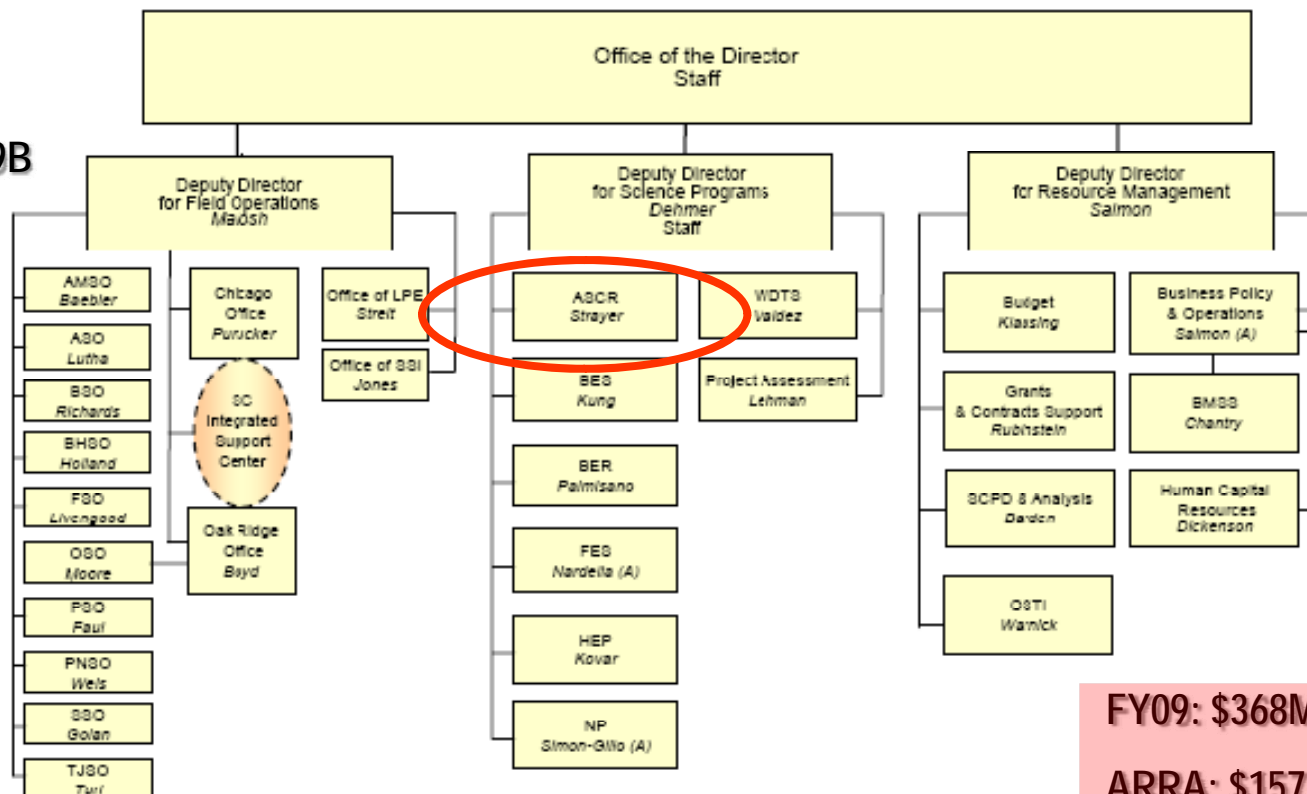 Office of the Director
Staff
9B
Deputy Director
for Field Operations
Malosh
Deputy Director
for Science Programs
Dehmer
Staff
Deputy Director
for Resource Management
Salmon
AMSO
Baebler
ASO
Lutha
BSO
Richards
BHSO
Holland
FSO
Livengood
OSO
Moore
PSO
Faul
PNSO
Weis
SSO
Golan
TJSO
Chicago
Office
Purucker
SC
Integrated
Support
Center
Oak Ridge
Office
Boyd
Office of LPE
Streit
Office of SSI
Jones
ASCR
Strayer
BES
Kung
BER
Palmisano
FES
Nardella (A)
HEP
Kovar
NP
Simon-Gillo (A)
WDTS
Valdez
Project Assessment
Lehman
Budget
Klassing
Grants
& Contracts Support
Rubinstein
SCPD & Analysis
Darden
OSTI
Warnick
Business Policy
& Operations
Salmon (A)
BMSS
Chantry
Human Capital
Resources
Dickenson
FY09: $368M
ARRA: $157